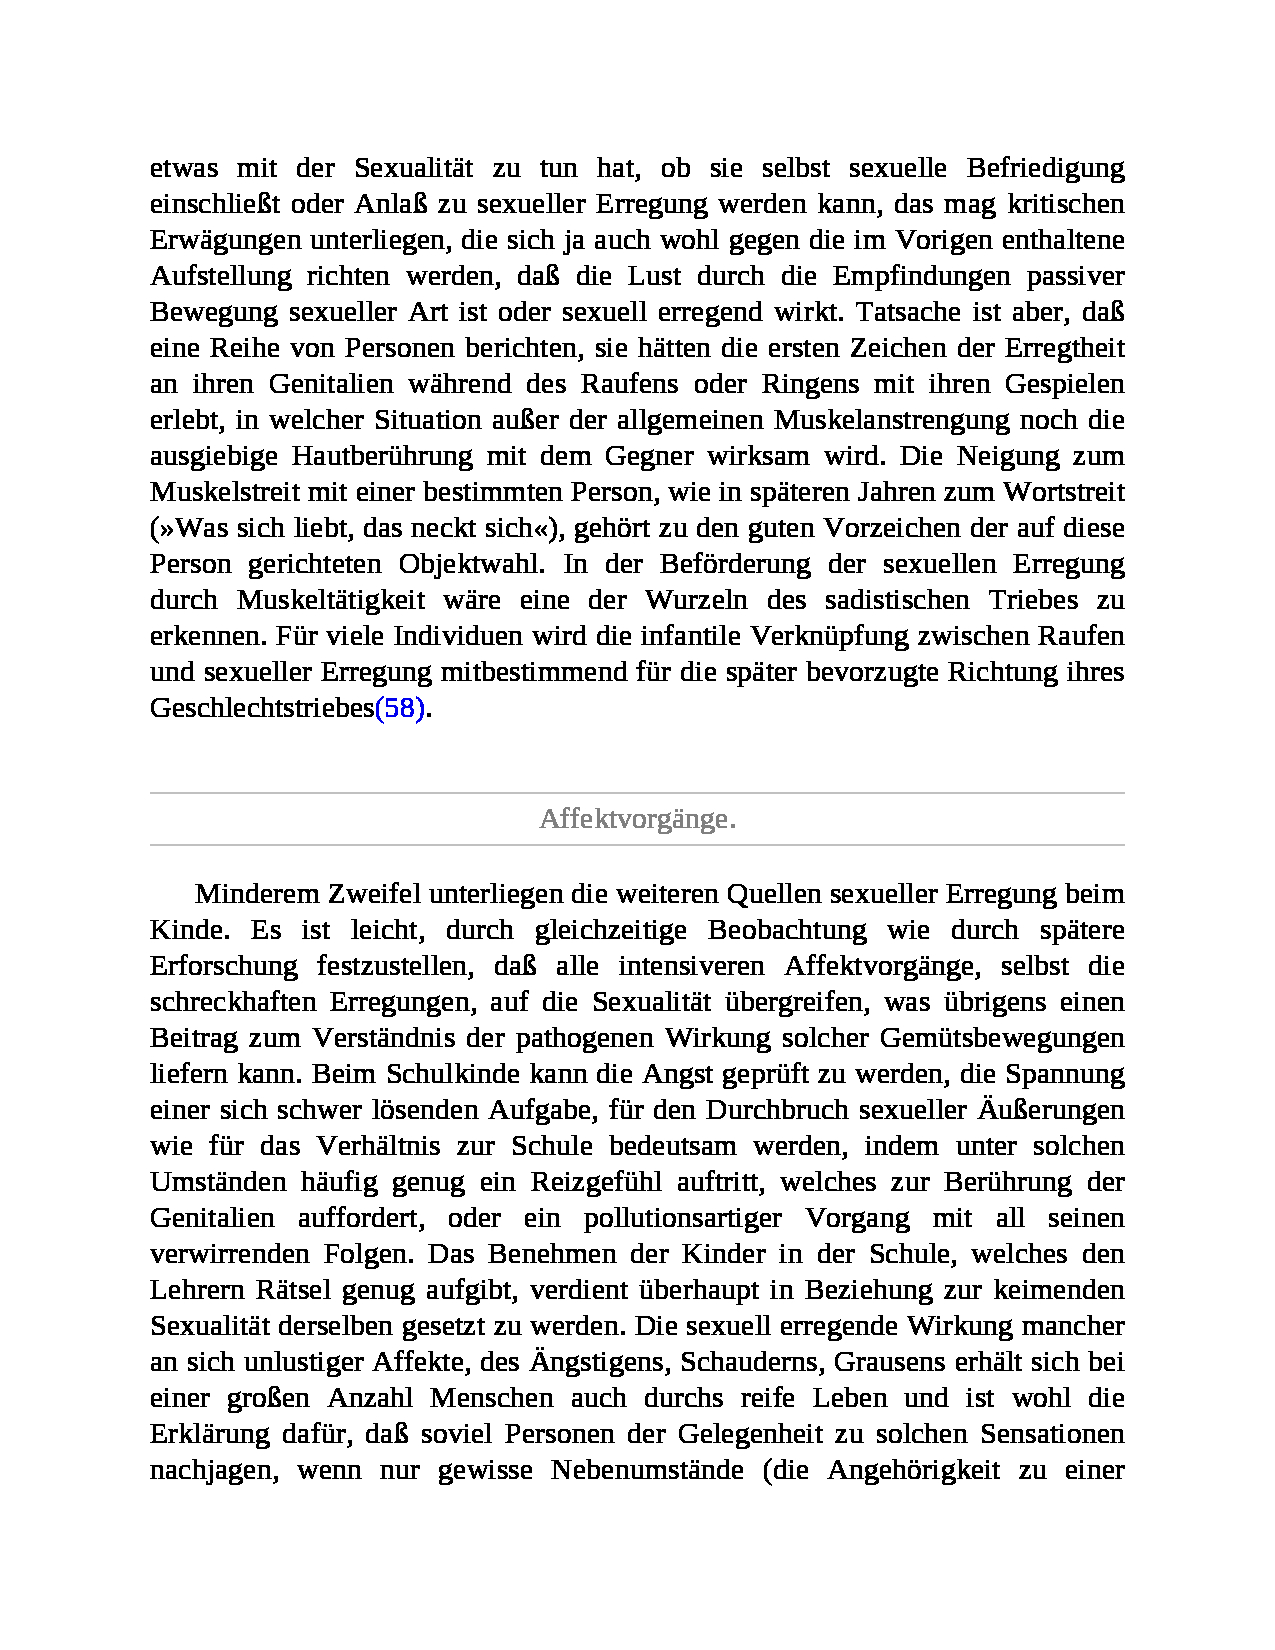 etwas mit der Sexualität zu tun hat, ob sie selbst sexuelle Befriedigung
einschließt oder Anlaß zu sexueller Erregung werden kann, das mag kritischen
Erwägungen unterliegen, die sich ja auch wohl gegen die im Vorigen enthaltene
Aufstellung richten werden, daß die Lust durch die Empfindungen passiver
Bewegung sexueller Art ist oder sexuell erregend wirkt. Tatsache ist aber, daß
eine Reihe von Personen berichten, sie hätten die ersten Zeichen der Erregtheit
an ihren Genitalien während des Raufens oder Ringens mit ihren Gespielen
erlebt, in welcher Situation außer der allgemeinen Muskelanstrengung noch die
ausgiebige Hautberührung mit dem Gegner wirksam wird. Die Neigung zum
Muskelstreit mit einer bestimmten Person, wie in späteren Jahren zum Wortstreit
(»Was sich liebt, das neckt sich«), gehört zu den guten Vorzeichen der auf diese
Person gerichteten Objektwahl. In der Beförderung der sexuellen Erregung
durch Muskeltätigkeit wäre eine der Wurzeln des sadistischen Triebes zu
erkennen. Für viele Individuen wird die infantile Verknüpfung zwischen Raufen
und sexueller Erregung mitbestimmend für die später bevorzugte Richtung ihres
Geschlechtstriebes(58).
Affektvorgänge.
Minderem Zweifel unterliegen die weiteren Quellen sexueller Erregung beim
Kinde. Es ist leicht, durch gleichzeitige Beobachtung wie durch spätere
Erforschung festzustellen, daß alle intensiveren Affektvorgänge, selbst die
schreckhaften Erregungen, auf die Sexualität übergreifen, was übrigens einen
Beitrag zum Verständnis der pathogenen Wirkung solcher Gemütsbewegungen
liefern kann. Beim Schulkinde kann die Angst geprüft zu werden, die Spannung
einer sich schwer lösenden Aufgabe, für den Durchbruch sexueller Äußerungen
wie für das Verhältnis zur Schule bedeutsam werden, indem unter solchen
Umständen häufig genug ein Reizgefühl auftritt, welches zur Berührung der
Genitalien auffordert, oder ein pollutionsartiger Vorgang mit all seinen
verwirrenden Folgen. Das Benehmen der Kinder in der Schule, welches den
Lehrern Rätsel genug aufgibt, verdient überhaupt in Beziehung zur keimenden
Sexualität derselben gesetzt zu werden. Die sexuell erregende Wirkung mancher
an sich unlustiger Affekte, des Ängstigens, Schauderns, Grausens erhält sich bei
einer großen Anzahl Menschen auch durchs reife Leben und ist wohl die
Erklärung dafür, daß soviel Personen der Gelegenheit zu solchen Sensationen
nachjagen, wenn nur gewisse Nebenumstände (die Angehörigkeit zu einer